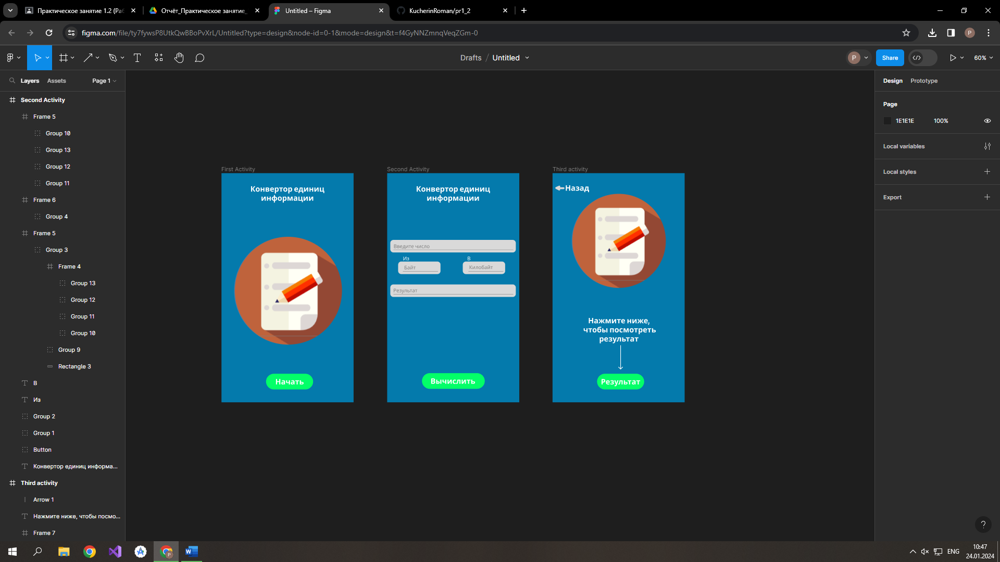 Практическое занятие 1.2 (Раб
Отчёт_Практическое занятие_
Untitled – Figma
KucherinRoman/pr1_2
figma.com/file/ty7fywsP8UtkQwBBoPvXrL/Untitled?type=design&node-id=0-1&mode=design&t=f4GyNNZmnqVeqZGm-0
P
Drafts / Untitled
P
Share
60%
Layers
Assets
Page 1
Design
Prototype
Second Activity
Frame 5
Group 10
Group 13
Group 12
Group 11
Frame 6
Group 4
Frame 5
Group 3
Frame 4
Group 13
Group 12
Group 11
Group 10
Group 9
Rectangle 3
В
Из
Group 2
Group 1
Button
Конвертор единиц информа...
Third activity
Arrow 1
Нажмите ниже, чтобы посмо...
Frame 7
First Activity
Конвертор единиц
информации
Начать
Second Activity
Конвертор единиц
информации
Введите число
Из
В
Байт
Килобайт
Результат
Вычислить
Third activity
Назад
Нажмите ниже,
чтобы посмотреть
результат
Результат
Page
1E1E1E
100%
Local variables
Local styles
Export
?
P
W
ENG
10:47
24.01.2024